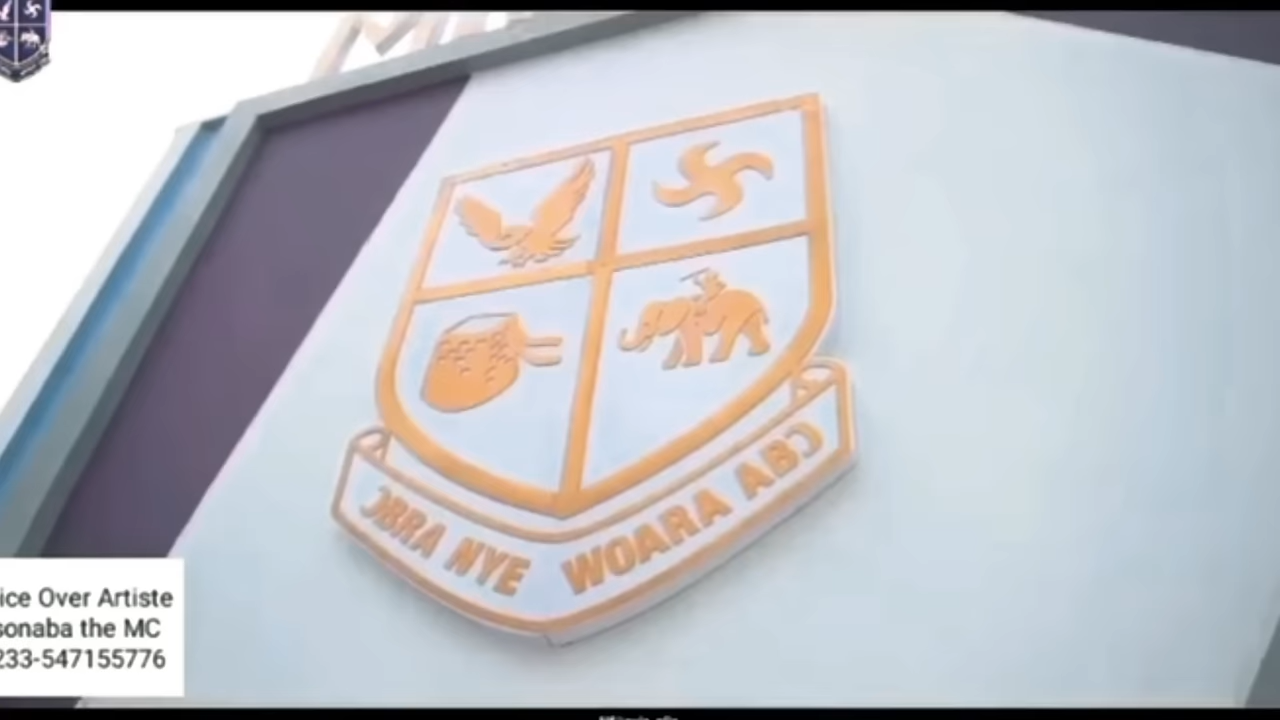 ƆBRA NYE WOARA ABƆ
ice Over Artiste
sonaba the MC
233-547155776